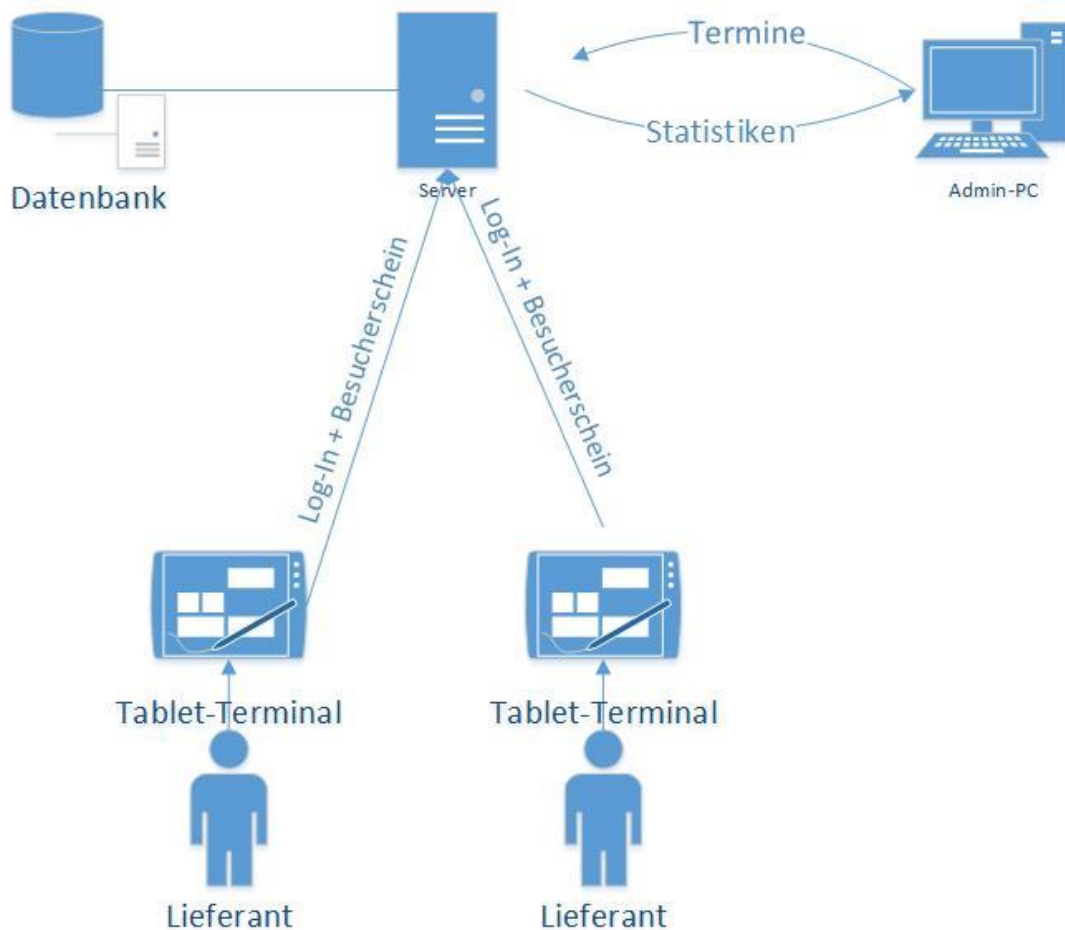 Termine
Statistiken
Datenbank
Server
Admin-PC
Log-In + Besucherschein
Log-In + Besucherschein
Tablet-Terminal
Tablet-Terminal
Lieferant
Lieferant